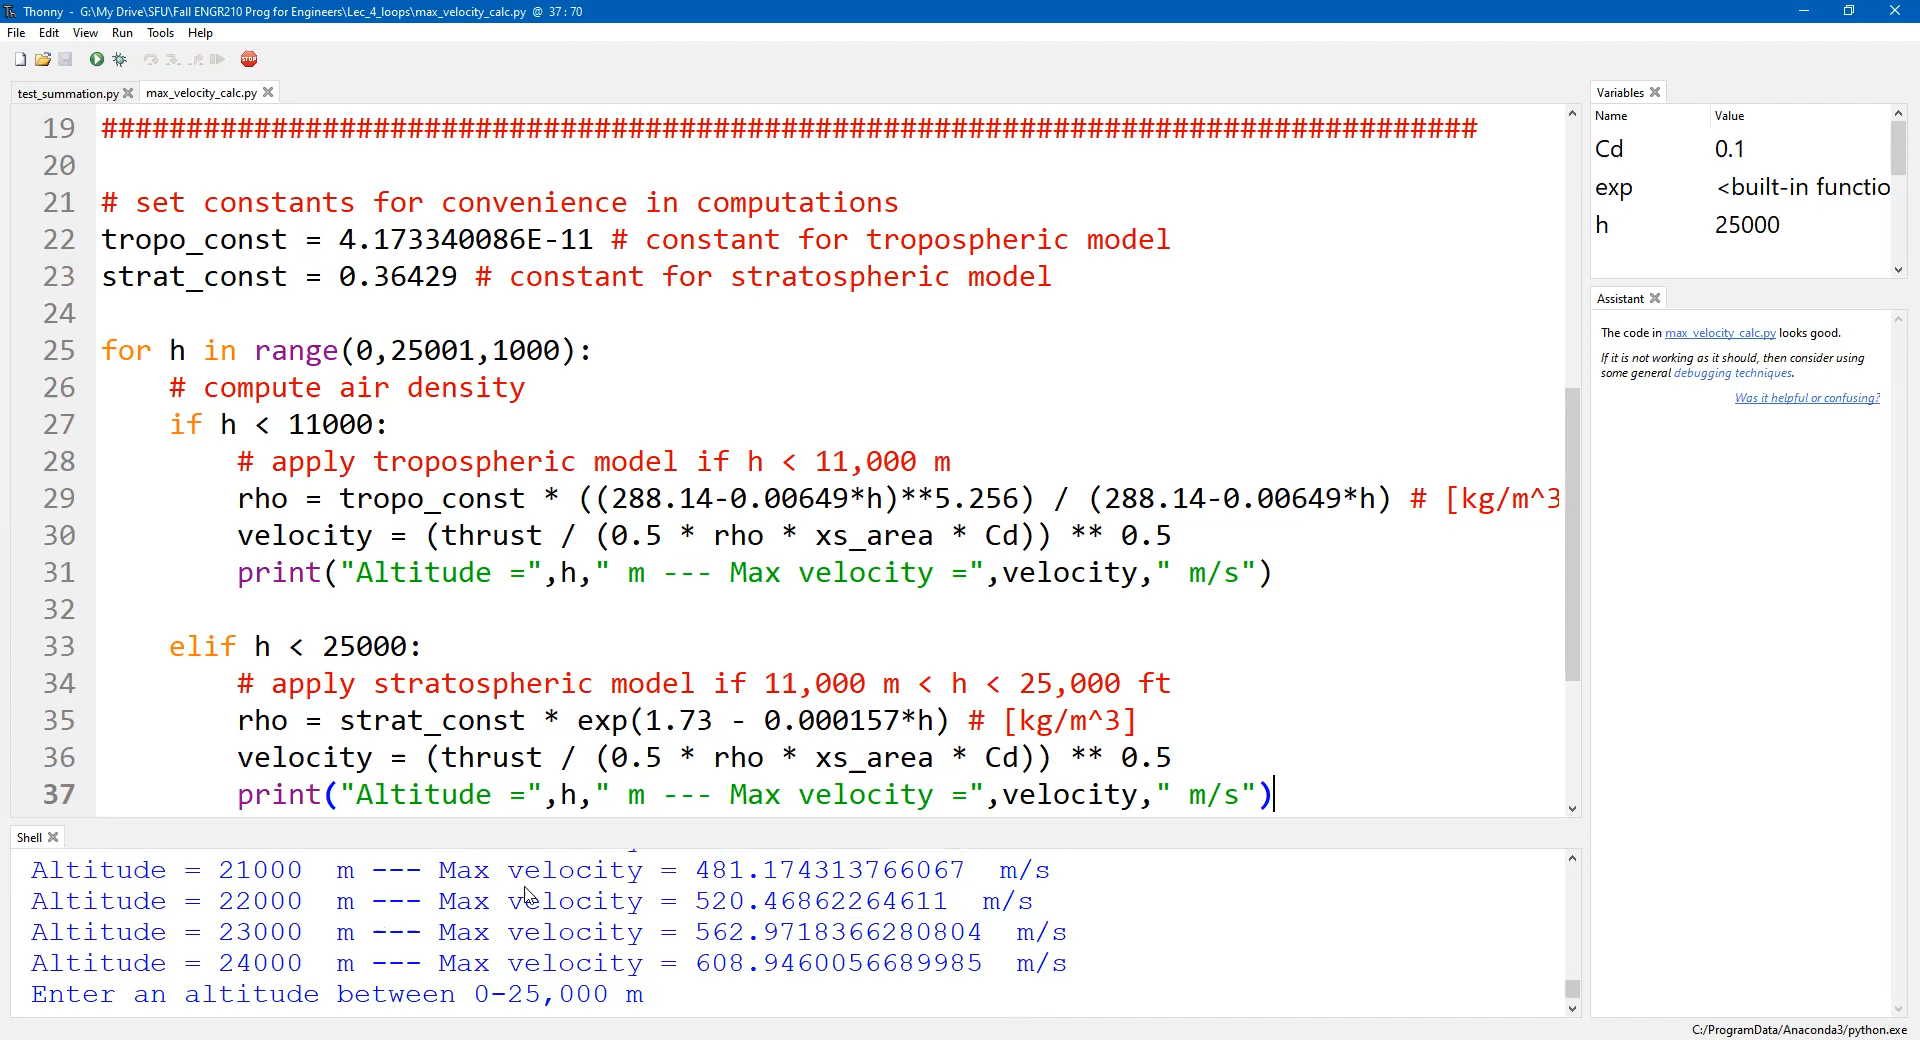 Thonny - G:\My Drive\SFU\Fall ENGR210 Prog for Engineers\Lec_4_loops\max_velocity_calc.py @ 37 : 70
File Edit View Run Tools Help
STOP
test_summation.py max_velocity_calc.py
19 #################################################################################
20
21 # set constants for convenience in computations
22 tropo_const = 4.173340086E-11 # constant for tropospheric model
23 strat_const = 0.36429 # constant for stratospheric model
24
25 for h in range(0,25001,1000):
26     # compute air density
27     if h < 11000:
28         # apply tropospheric model if h < 11,000 m
29         rho = tropo_const * ((288.14-0.00649*h)**5.256) / (288.14-0.00649*h) # [kg/m^3
30         velocity = (thrust / (0.5 * rho * xs_area * Cd)) ** 0.5
31         print("Altitude =",h," m --- Max velocity =",velocity," m/s")
32
33     elif h < 25000:
34         # apply stratospheric model if 11,000 m < h < 25,000 ft
35         rho = strat_const * exp(1.73 - 0.000157*h) # [kg/m^3]
36         velocity = (thrust / (0.5 * rho * xs_area * Cd)) ** 0.5
37         print("Altitude =",h," m --- Max velocity =",velocity," m/s")
Shell
Altitude = 21000  m --- Max velocity = 481.174313766067  m/s
Altitude = 22000  m --- Max velocity = 520.46862264611  m/s
Altitude = 23000  m --- Max velocity = 562.9718366280804  m/s
Altitude = 24000  m --- Max velocity = 608.9460056689985  m/s
Enter an altitude between 0-25,000 m
Variables
Name Value
Cd 0.1
exp <built-in functio
h 25000
Assistant
The code in max_velocity_calc.py looks good.
If it is not working as it should, then consider using
some general debugging techniques.
Was it helpful or confusing?
C:/ProgramData/Anaconda3/python.exe